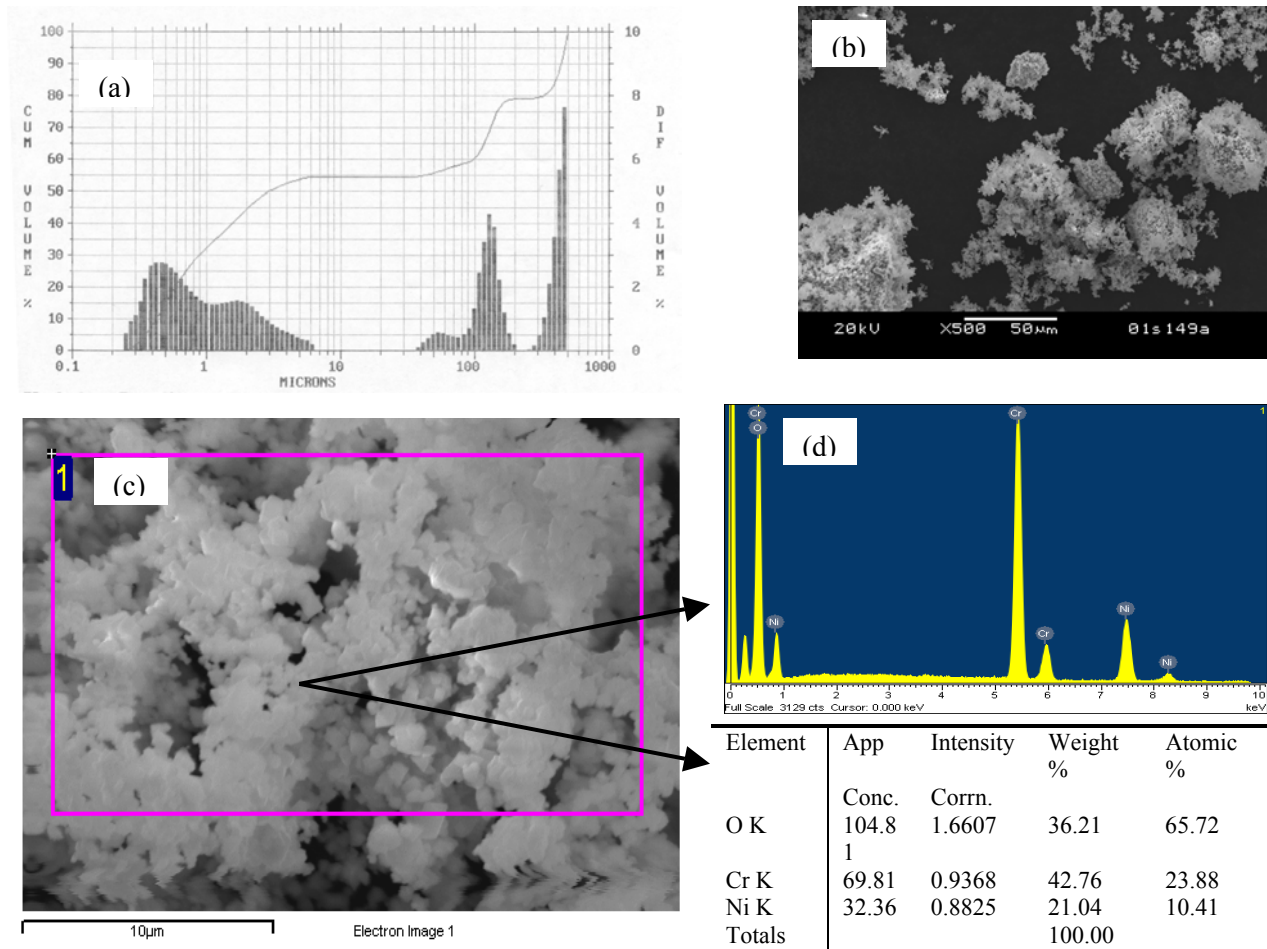 (a)
100
90
80
70
60
50
40
30
20
10
0
CUM VOLUME %
10
8
6
4
2
0
DIF VOLUME %
0.1 1 10 100 1000
MICRONS
(b)
20kV X500 50µm 01s149a
1
(c)
10µm Electron Image 1
(d)
1
Cr
O
Ni
Cr
Cr
Ni
Ni
0 1 2 3 4 5 6 7 8 9 10
Full Scale 3129 cts Cursor: 0.000 keV keV
Element App Intensity Weight Atomic
% %
Conc. Corrn.
O K 104.8 1.6607 36.21 65.72
1
Cr K 69.81 0.9368 42.76 23.88
Ni K 32.36 0.8825 21.04 10.41
Totals 100.00